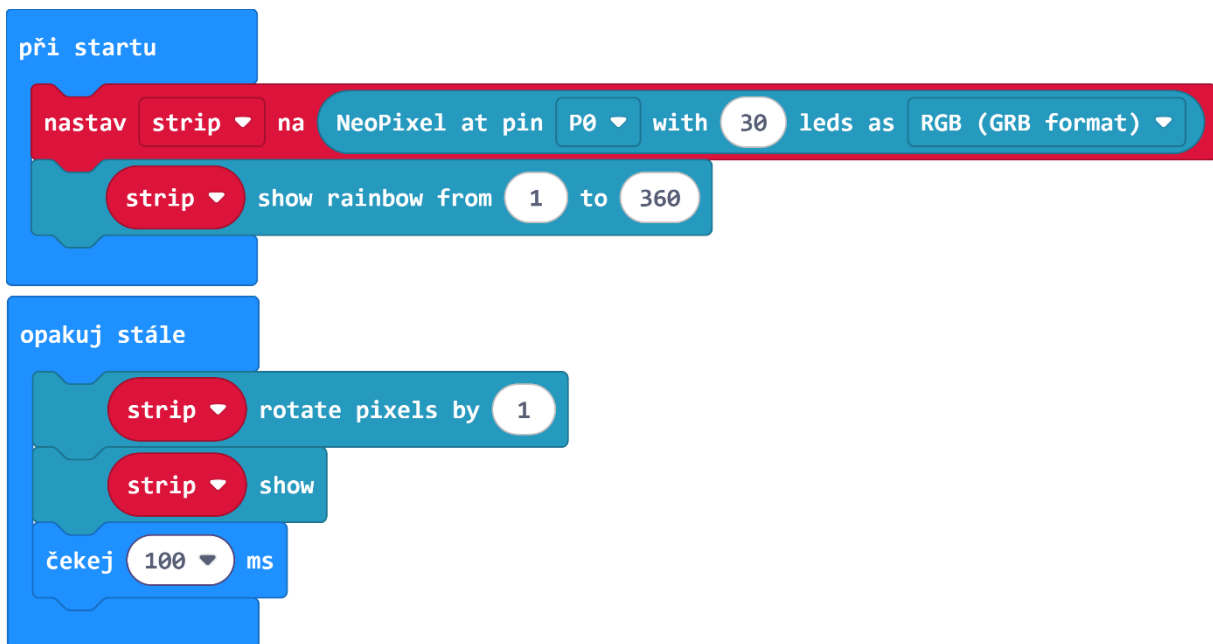 při startu
nastav strip na NeoPixel at pin P0 with 30 leds as RGB (GRB format)
strip show rainbow from 1 to 360
opakuj stále
strip rotate pixels by 1
strip show
čekej 100 ms